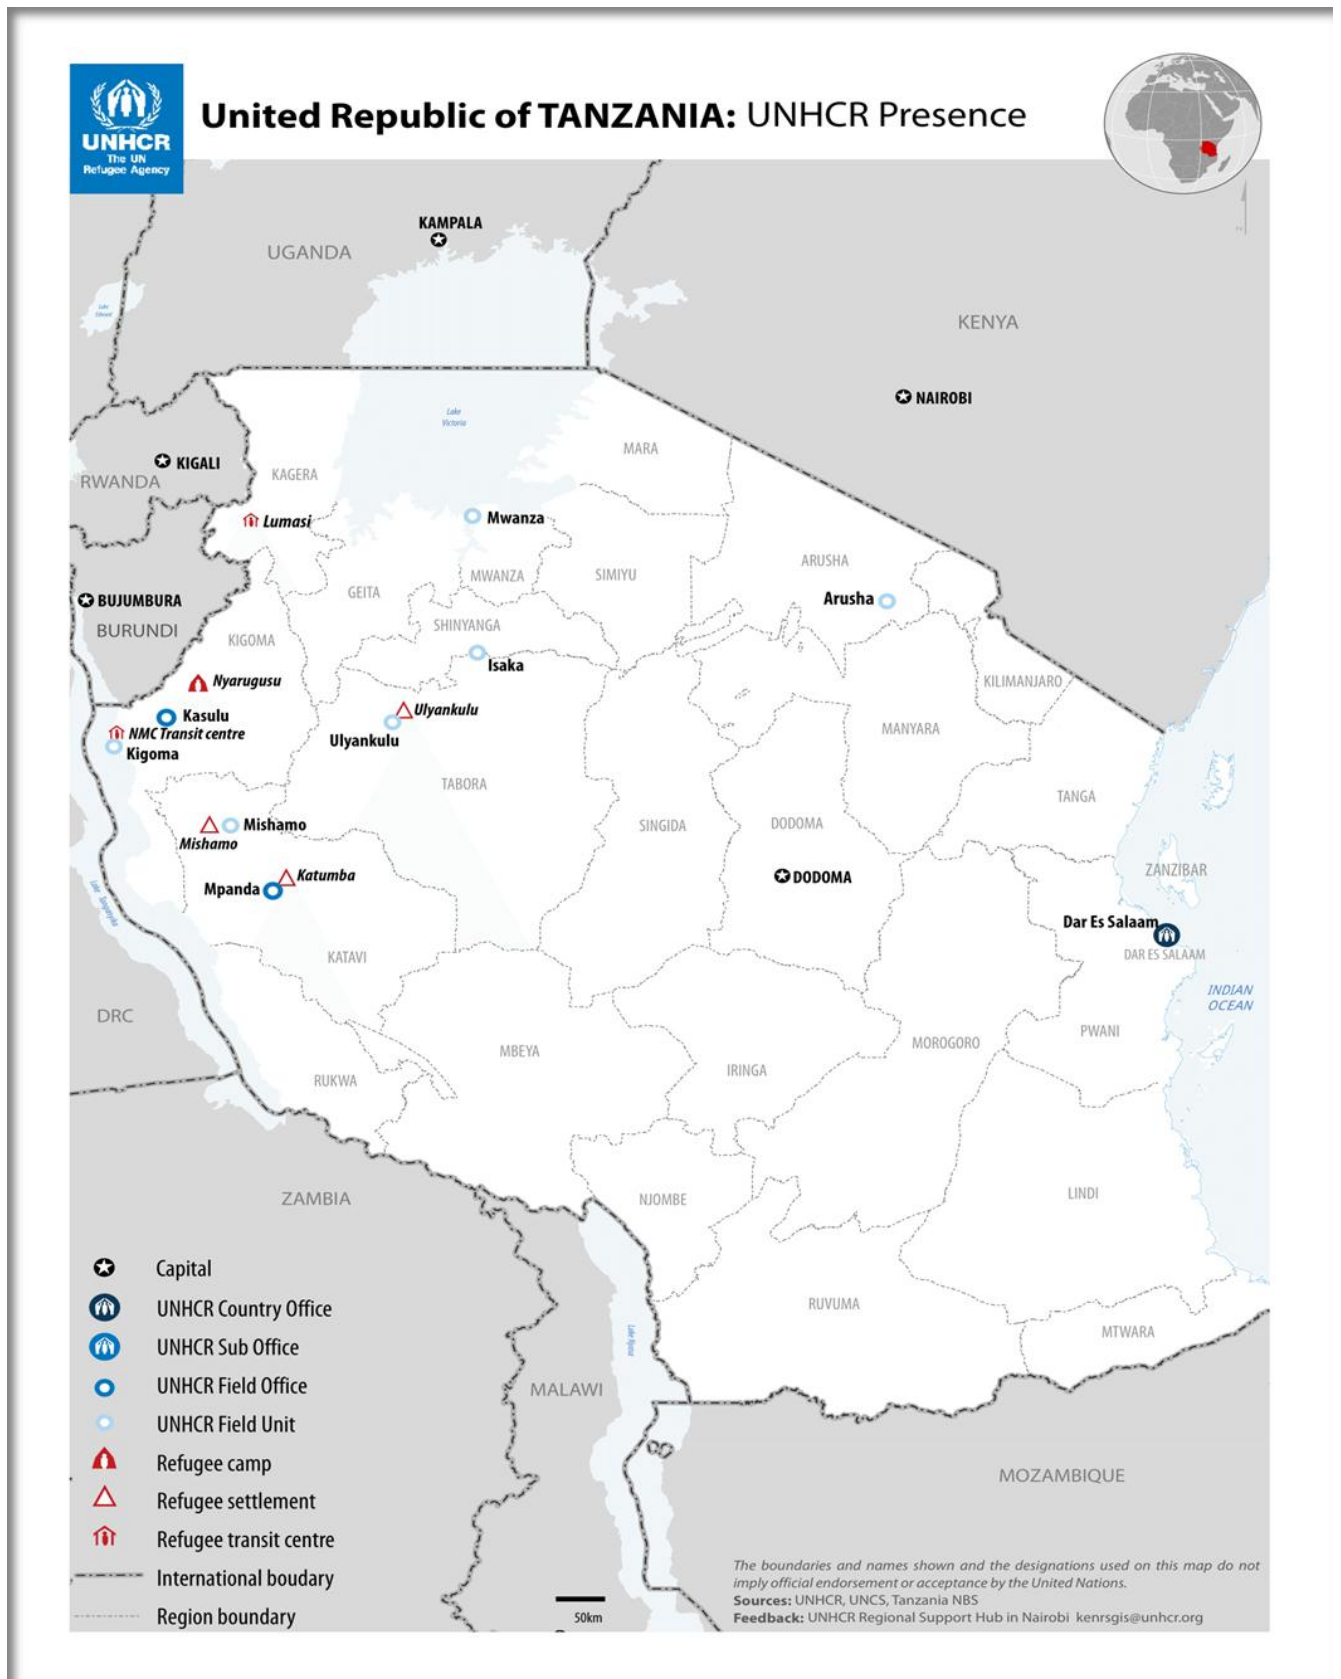 UNHCR
The UN
Refugee Agency
United Republic of TANZANIA: UNHCR Presence
KAMPALA
UGANDA
Lake
KENYA
NAIROBI
Lake
Victoria
MARA
KIGALI
RWANDA
KAGERA
Lumasi
Mwanza
ARUSHA
GEITA
MWANZA
SIMIYU
BUJUMBURA
Arusha
BURUNDI
SHINYANGA
KIGOMA
Isaka
Nyarugusu
KILIMANJARO
Kasulu
Ulyankulu
NMC Transit centre
Ulyankulu
MANYARA
Kigoma
TABORA
TANGA
Mishamo
SINGIDA
DODOMA
Mishamo
Katumba
DODOMA
ZANZIBAR
Mpanda
Lake Tanganyika
Dar Es Salaam
KATAVI
DAR ES SALAAM
INDIAN
OCEAN
DRC
PWANI
MOROGORO
MBEYA
IRINGA
RUKWA
ZAMBIA
NJOMBE
LINDI
RUVUMA
MTWARA
Lake Nyasa
MALAWI
MOZAMBIQUE
Capital
UNHCR Country Office
UNHCR Sub Office
UNHCR Field Office
UNHCR Field Unit
Refugee camp
Refugee settlement
Refugee transit centre
International boudary
Region boundary
50km
The boundaries and names shown and the designations used on this map do not
imply official endorsement or acceptance by the United Nations.
Sources: UNHCR, UNCS, Tanzania NBS
Feedback: UNHCR Regional Support Hub in Nairobi kenrsgis@unhcr.org